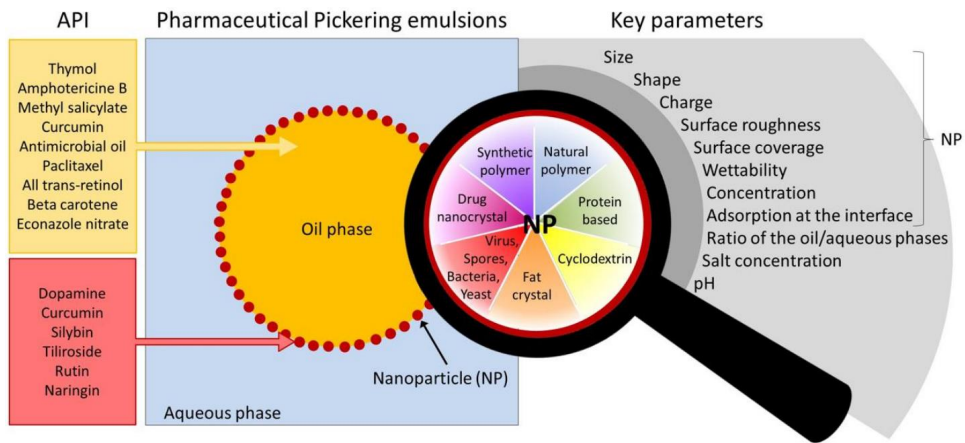 API
Pharmaceutical Pickering emulsions
Key parameters
Thymol
Amphotericine B
Methyl salicylate
Curcumin
Antimicrobial oil
Paclitaxel
All trans-retinol
Beta carotene
Econazole nitrate
Dopamine
Curcumin
Silybin
Tiliroside
Rutin
Naringin
Oil phase
Nanoparticle (NP)
Aqueous phase
Synthetic
polymer
Natural
polymer
Drug
nanocrystal
Protein
based
NP
Virus,
Spores,
Bacteria,
Yeast
Fat
crystal
Cyclodextrin
Size
Shape
Charge
Surface roughness
Surface coverage
Wettability
Concentration
Adsorption at the interface
NP
Ratio of the oil/aqueous phases
Salt concentration
pH